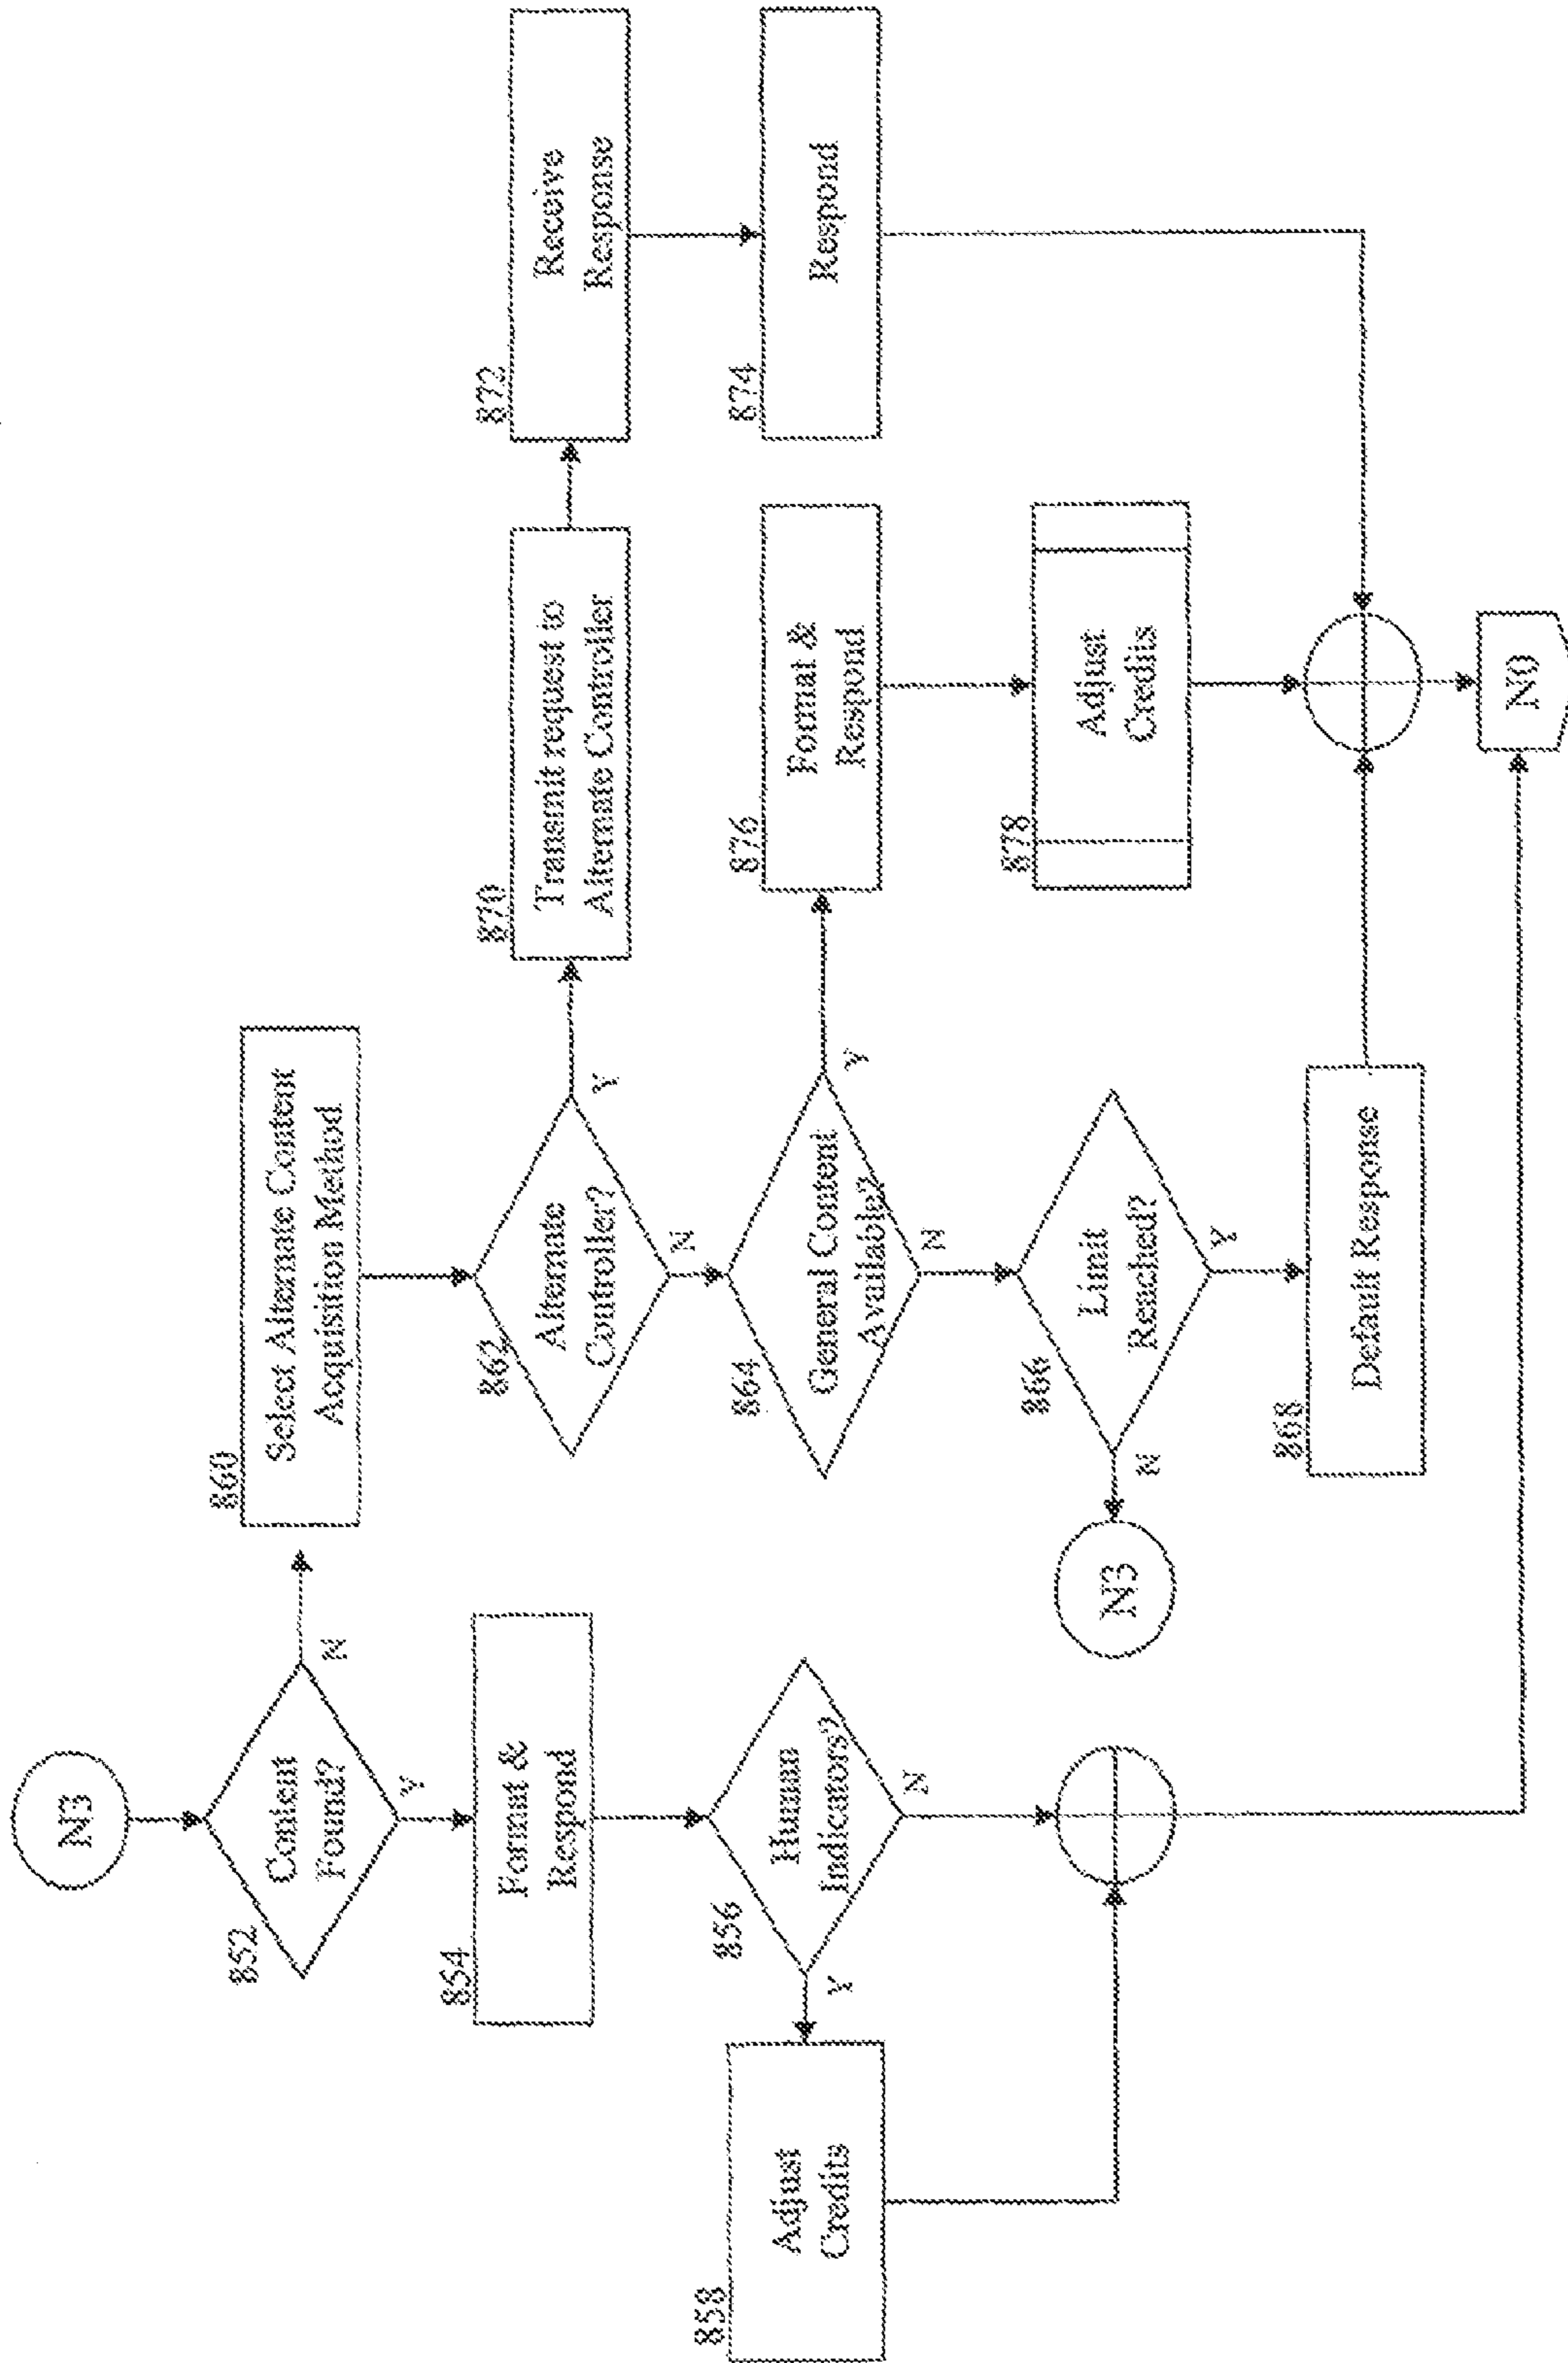 N3
852
Content
Found?
N
Y
854
Format &
Respond
856
Human
Indicators?
Y
N
858
Adjust
Credits
860
Select Alternate Content
Acquisition Method
862
Alternate
Controller?
Y
N
864
General Content
Available?
Y
N
866
Limit
Reached?
N
Y
N3
868
Default Response
870
Transmit request to
Alternate Controller
872
Receive
Response
874
Respond
876
Format &
Respond
878
Adjust
Credits
N0